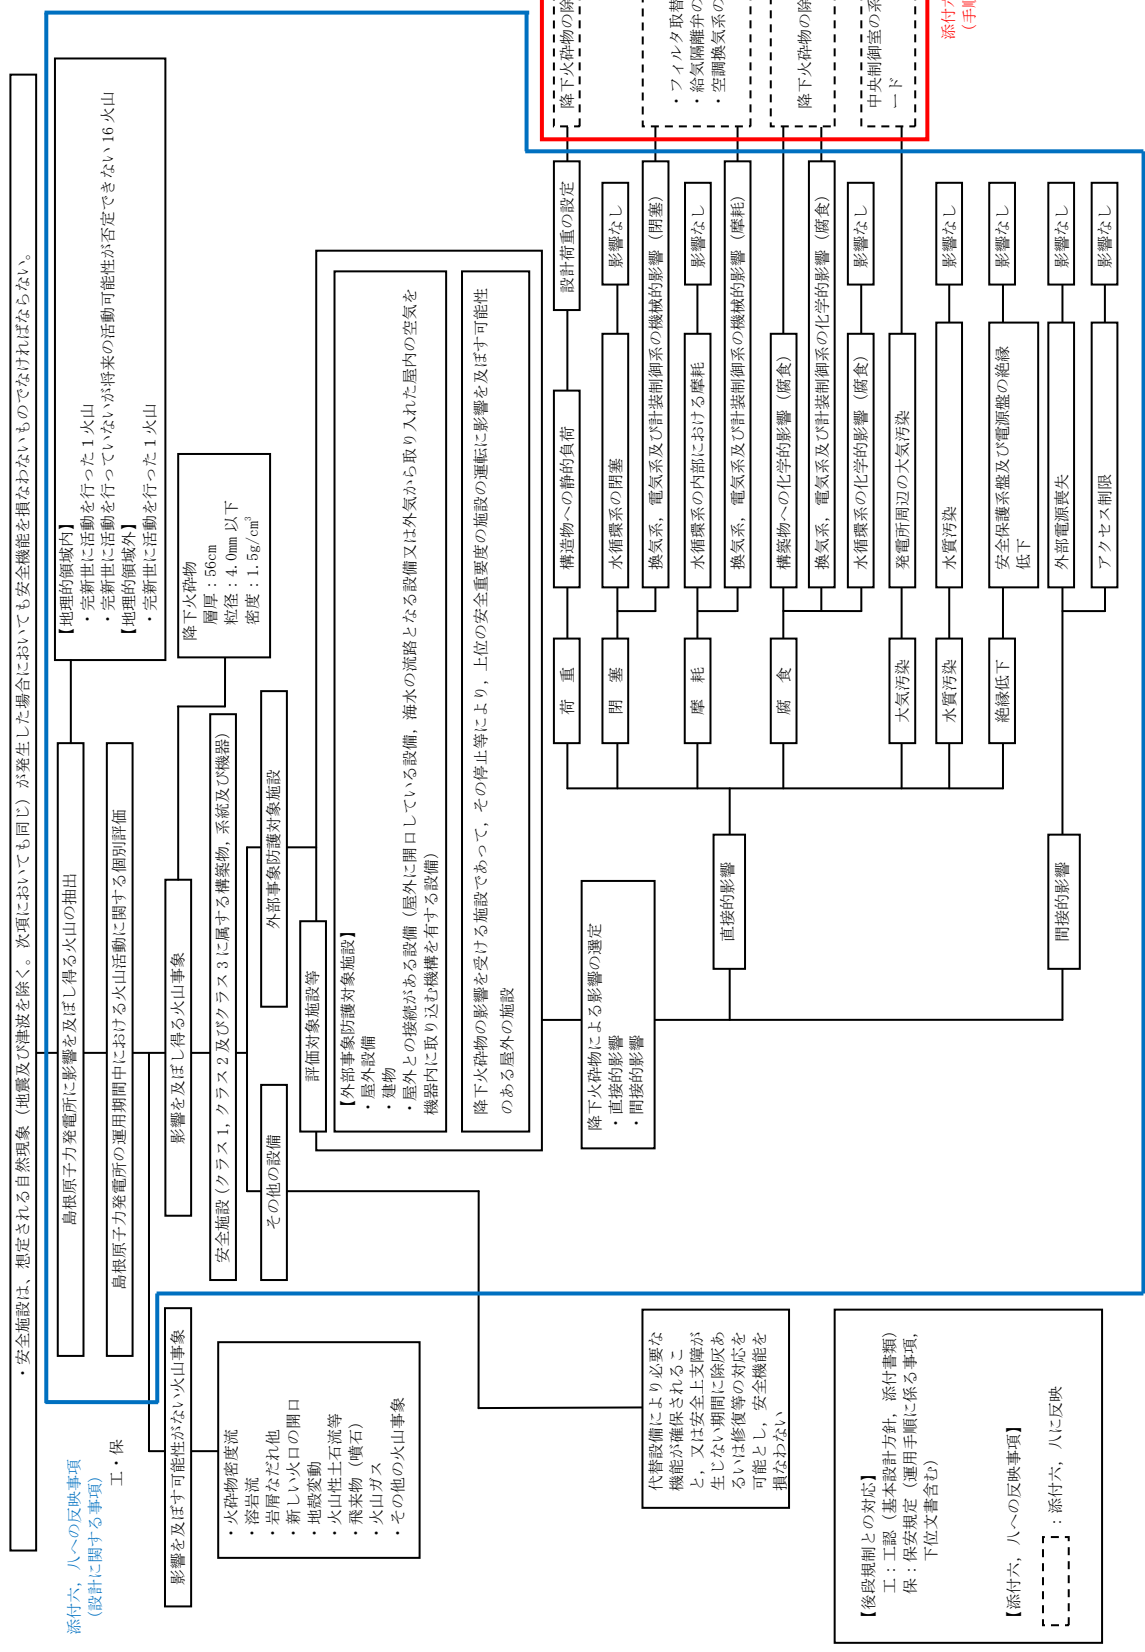 ・安全施設は、想定される自然現象（地震及び津波を除く。次項においても同じ）が発生した場合においても安全機能を損なわないものでなければならない。
添付六，八への反映事項
（設計に関する事項）
工・保
島根原子力発電所に影響を及ぼし得る火山の抽出
【地理的領域内】
・完新世に活動を行った１火山
・完新世に活動を行っていないが将来の活動可能性が否定できない 16 火山
【地理的領域外】
・完新世に活動を行った１火山
島根原子力発電所の運用期間中における火山活動に関する個別評価
影響を及ぼす可能性がない火山事象
・火砕物密度流
・溶岩流
・岩屑なだれ他
・新しい火口の開口
・地殻変動
・火山性土石流等
・飛来物（噴石）
・火山ガス
・その他の火山事象
影響を及ぼし得る火山事象
降下火砕物
層厚：56cm
粒径：4.0mm 以下
密度：1.5g/cm³
安全施設（クラス１，クラス２及びクラス３に属する構築物，系統及び機器）
その他の設備
外部事象防護対象施設
評価対象施設等
【外部事象防護対象施設】
・屋外設備
・建物
・屋外との接続がある設備（屋外に開口している設備，海水の流路となる設備又は外気から取り入れた屋内の空気を
機器内に取り込む機構を有する設備）
降下火砕物の影響を受ける施設であって，その停止等により，上位の安全重要度の施設の運転に影響を及ぼす可能性
のある屋外の施設
代替設備により必要な
機能が確保されるこ
と，又は安全上支障が
生じない期間に除灰あ
るいは修復等の対応を
可能とし，安全機能を
損なわない
降下火砕物による影響の選定
・直接的影響
・間接的影響
直接的影響
間接的影響
荷　重
構造物への静的負荷
設計荷重の設定
降下火砕物の除
閉　塞
水循環系の閉塞
影響なし
換気系，電気系及び計装制御系の機械的影響（閉塞）
・フィルタ取替
・給気隔離弁の
・空調換気系の
摩　耗
水循環系の内部における摩耗
影響なし
換気系，電気系及び計装制御系の機械的影響（摩耗）
腐　食
構築物への化学的影響（腐食）
降下火砕物の除
換気系，電気系及び計装制御系の化学的影響（腐食）
水循環系の化学的影響（腐食）
影響なし
大気汚染
発電所周辺の大気汚染
中央制御室の系
ード
水質汚染
水質汚染
影響なし
絶縁低下
安全保護系盤及び電源盤の絶縁
低下
影響なし
外部電源喪失
影響なし
アクセス制限
影響なし
添付六
（手順
【後段規制との対応】
工：工認（基本設計方針，添付書類）
保：保安規定（運用手順に係る事項，
下位文書含む）
【添付六，八への反映事項】
：添付六，八に反映